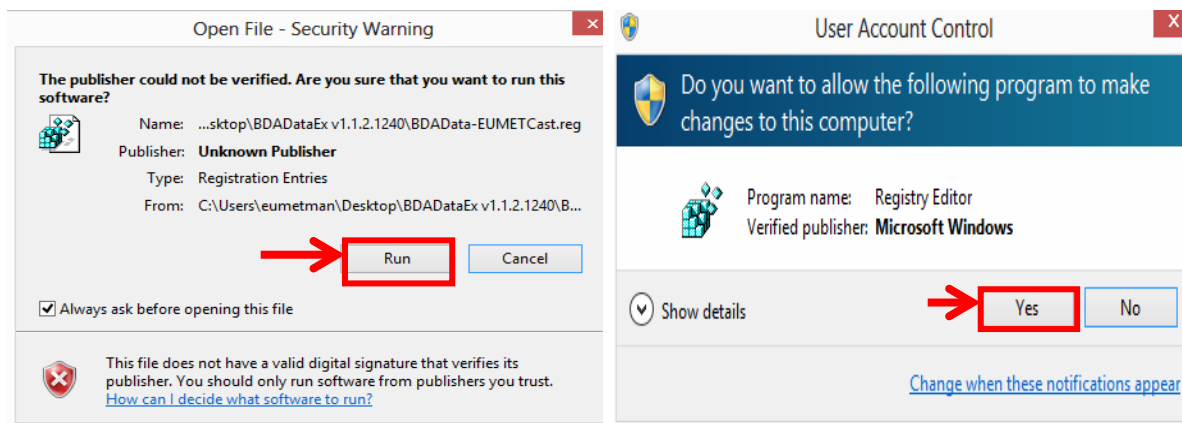 Open File - Security Warning
The publisher could not be verified. Are you sure that you want to run this
software?
Name: ...sktop\BDADataEx v1.1.2.1240\BDAData-EUMETCast.reg
Publisher: Unknown Publisher
Type: Registration Entries
From: C:\Users\eumetman\Desktop\BDADataEx v1.1.2.1240\B...
Run Cancel
Always ask before opening this file
This file does not have a valid digital signature that verifies its
publisher. You should only run software from publishers you trust.
How can I decide what software to run?
User Account Control
Do you want to allow the following program to make
changes to this computer?
Program name: Registry Editor
Verified publisher: Microsoft Windows
Show details
Yes No
Change when these notifications appear